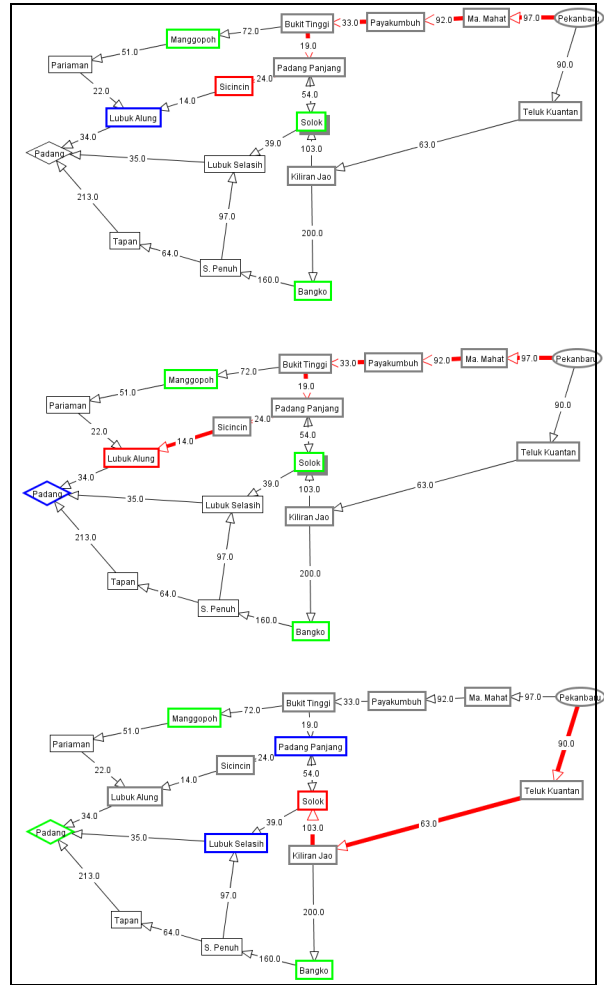 Bukit Tinggi
33.0
Payakumbuh
92.0
Ma. Mahat
97.0
Pekanbaru
Manggopoh
72.0
51.0
19.0
Pariaman
Padang Panjang
90.0
22.0
Sicincin
24.0
14.0
54.0
Lubuk Alung
Teluk Kuantan
Solok
34.0
39.0
103.0
63.0
Padang
35.0
Lubuk Selasih
Kiliran Jao
213.0
97.0
200.0
Tapan
64.0
S. Penuh
160.0
Bangko
Bukit Tinggi
33.0
Payakumbuh
92.0
Ma. Mahat
97.0
Pekanbaru
Manggopoh
72.0
51.0
19.0
Pariaman
Padang Panjang
90.0
22.0
Sicincin
24.0
14.0
54.0
Lubuk Alung
Teluk Kuantan
Solok
34.0
39.0
103.0
63.0
Padang
35.0
Lubuk Selasih
Kiliran Jao
213.0
97.0
200.0
Tapan
64.0
S. Penuh
160.0
Bangko
Bukit Tinggi
33.0
Payakumbuh
92.0
Ma. Mahat
97.0
Pekanbaru
Manggopoh
72.0
51.0
19.0
Pariaman
Padang Panjang
90.0
22.0
Sicincin
24.0
14.0
54.0
Lubuk Alung
Teluk Kuantan
Solok
34.0
39.0
103.0
63.0
Padang
35.0
Lubuk Selasih
Kiliran Jao
213.0
97.0
200.0
Tapan
64.0
S. Penuh
160.0
Bangko